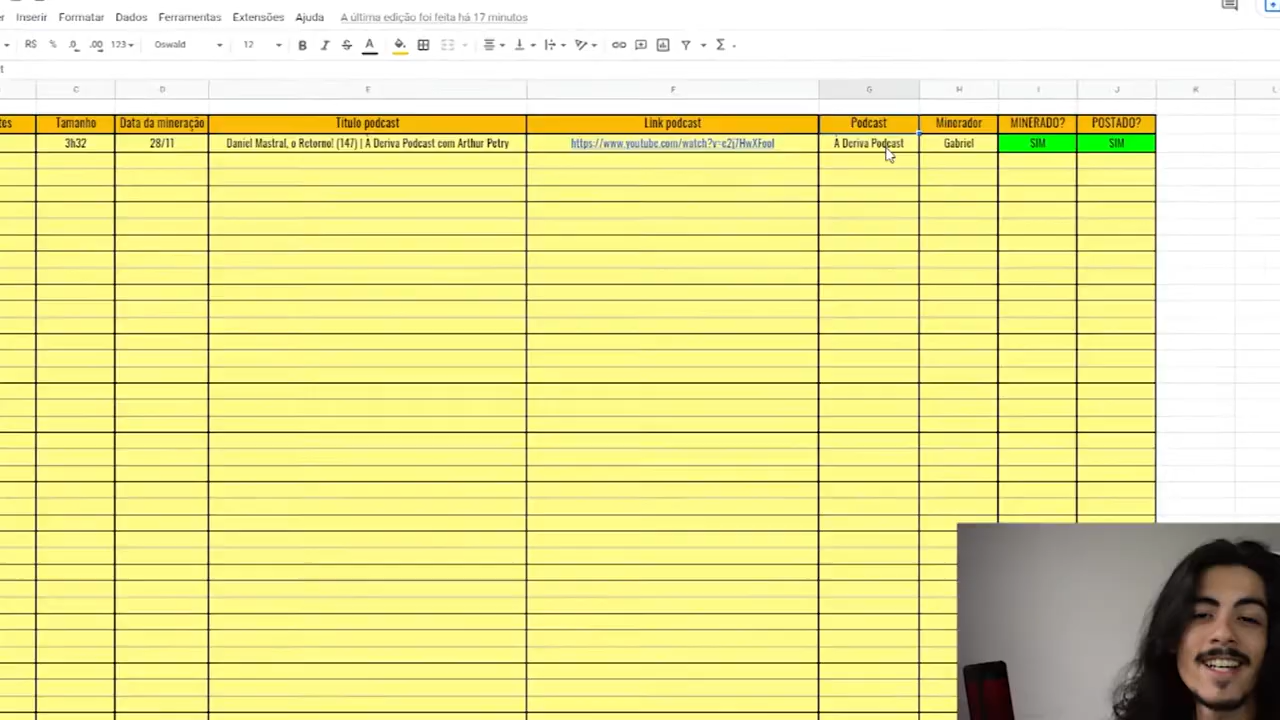 Inserir Formatar Dados Ferramentas Extensões Ajuda A última edição foi feita há 17 minutos
R$ % .0 .00 123 Oswald 12 B I S A
C D E F G H I J K L
Tamanho Data da mineração Título podcast Link podcast Podcast Minerador MINERADO? POSTADO?
3h32 28/11 Daniel Mastral, o Retorno! (147) | À Deriva Podcast com Arthur Petry À Deriva Podcast Gabriel SIM SIM